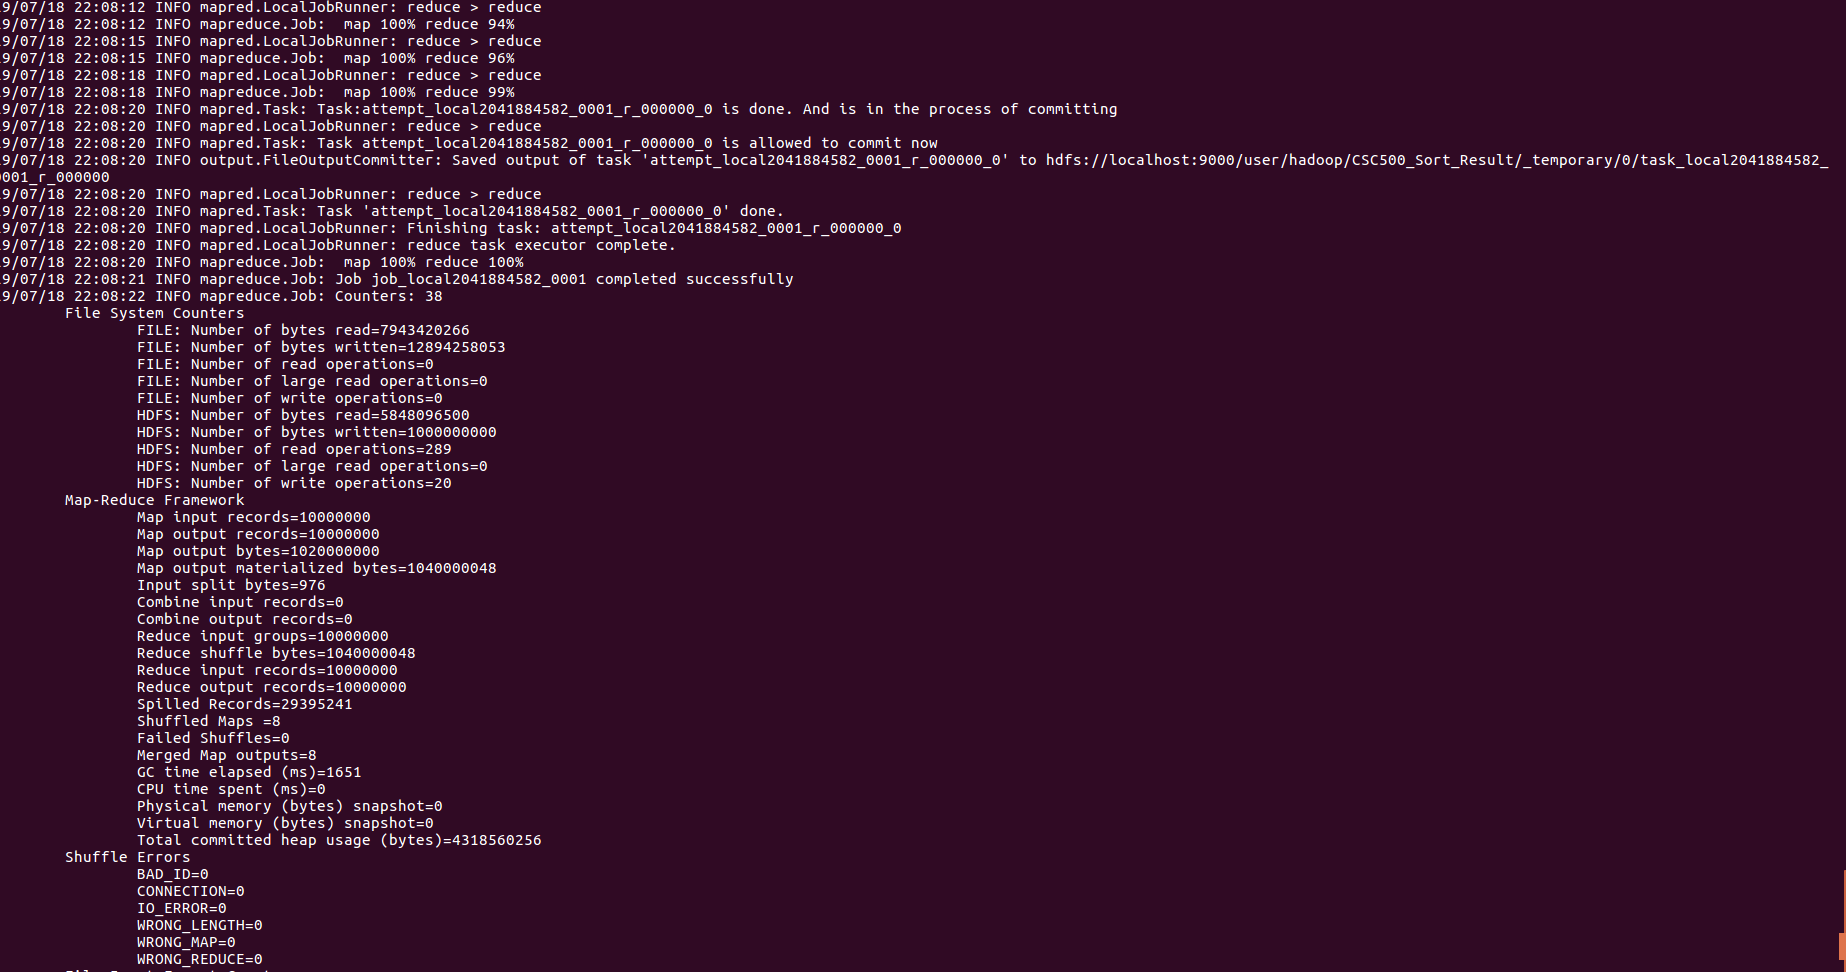 9/07/18 22:08:12 INFO mapred.LocalJobRunner: reduce > reduce
9/07/18 22:08:12 INFO mapreduce.Job:  map 100% reduce 94%
9/07/18 22:08:15 INFO mapred.LocalJobRunner: reduce > reduce
9/07/18 22:08:15 INFO mapreduce.Job:  map 100% reduce 96%
9/07/18 22:08:18 INFO mapred.LocalJobRunner: reduce > reduce
9/07/18 22:08:18 INFO mapreduce.Job:  map 100% reduce 99%
9/07/18 22:08:20 INFO mapred.Task: Task:attempt_local2041884582_0001_r_000000_0 is done. And is in the process of committing
9/07/18 22:08:20 INFO mapred.LocalJobRunner: reduce > reduce
9/07/18 22:08:20 INFO mapred.Task: Task attempt_local2041884582_0001_r_000000_0 is allowed to commit now
9/07/18 22:08:20 INFO output.FileOutputCommitter: Saved output of task 'attempt_local2041884582_0001_r_000000_0' to hdfs://localhost:9000/user/hadoop/CSC500_Sort_Result/_temporary/0/task_local2041884582_
0001_r_000000
9/07/18 22:08:20 INFO mapred.LocalJobRunner: reduce > reduce
9/07/18 22:08:20 INFO mapred.Task: Task 'attempt_local2041884582_0001_r_000000_0' done.
9/07/18 22:08:20 INFO mapred.LocalJobRunner: Finishing task: attempt_local2041884582_0001_r_000000_0
9/07/18 22:08:20 INFO mapred.LocalJobRunner: reduce task executor complete.
9/07/18 22:08:20 INFO mapreduce.Job:  map 100% reduce 100%
9/07/18 22:08:21 INFO mapreduce.Job: Job job_local2041884582_0001 completed successfully
9/07/18 22:08:22 INFO mapreduce.Job: Counters: 38
File System Counters
FILE: Number of bytes read=7943420266
FILE: Number of bytes written=12894258053
FILE: Number of read operations=0
FILE: Number of large read operations=0
FILE: Number of write operations=0
HDFS: Number of bytes read=5848096500
HDFS: Number of bytes written=1000000000
HDFS: Number of read operations=289
HDFS: Number of large read operations=0
HDFS: Number of write operations=20
Map-Reduce Framework
Map input records=10000000
Map output records=10000000
Map output bytes=1020000000
Map output materialized bytes=1040000048
Input split bytes=976
Combine input records=0
Combine output records=0
Reduce input groups=10000000
Reduce shuffle bytes=1040000048
Reduce input records=10000000
Reduce output records=10000000
Spilled Records=29395241
Shuffled Maps =8
Failed Shuffles=0
Merged Map outputs=8
GC time elapsed (ms)=1651
CPU time spent (ms)=0
Physical memory (bytes) snapshot=0
Virtual memory (bytes) snapshot=0
Total committed heap usage (bytes)=4318560256
Shuffle Errors
BAD_ID=0
CONNECTION=0
IO_ERROR=0
WRONG_LENGTH=0
WRONG_MAP=0
WRONG_REDUCE=0